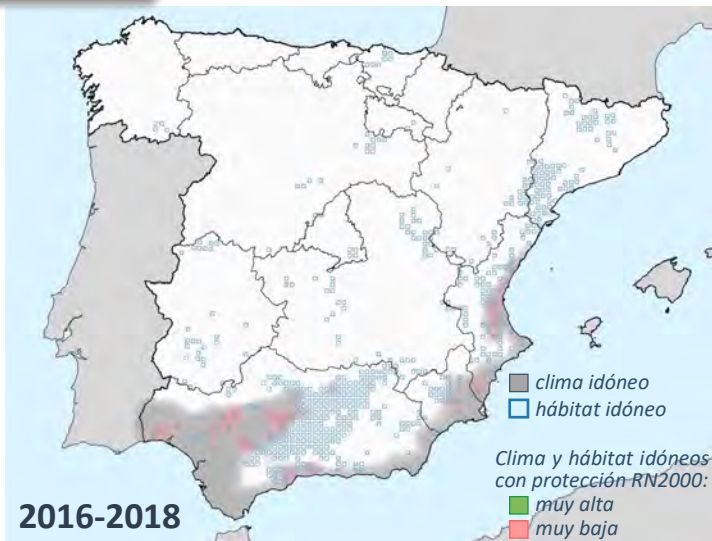 clima idóneo
hábitat idóneo
Clima y hábitat idóneos
con protección RN2000:
muy alta
muy baja
2016-2018